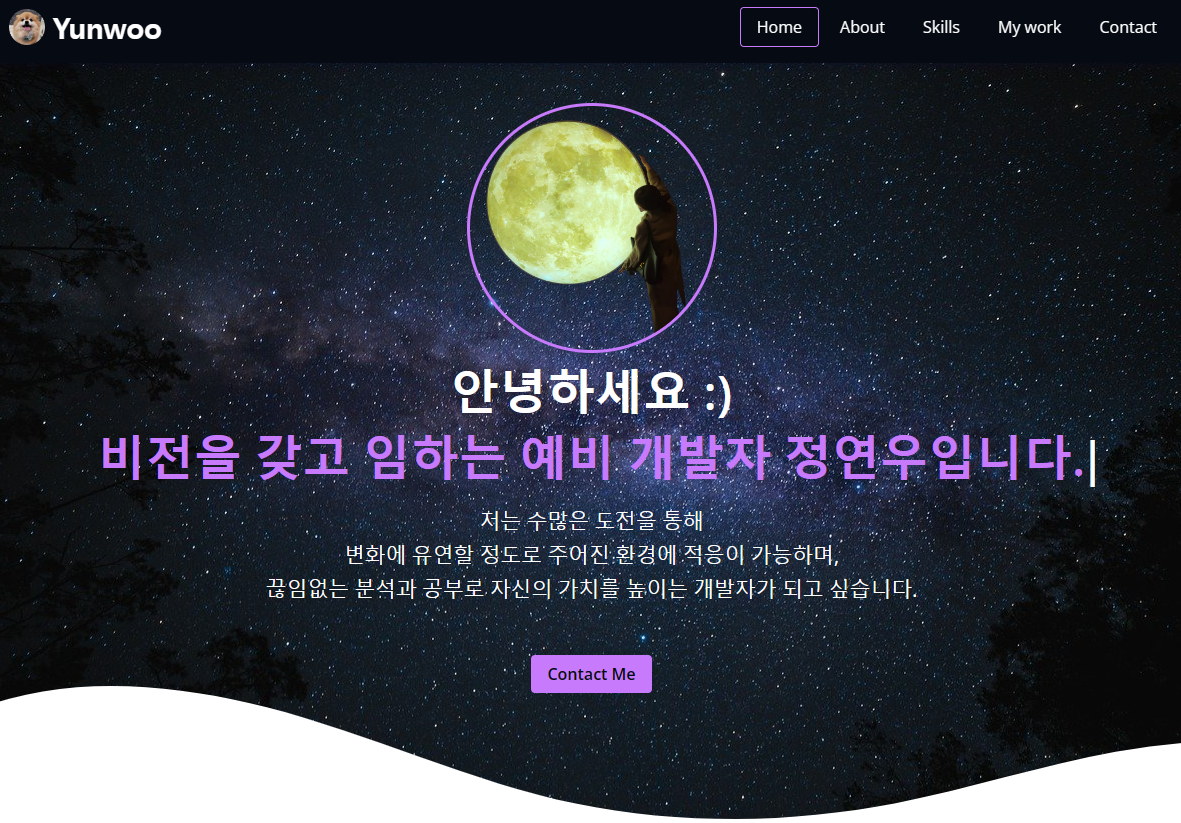 Yunwoo
Home About Skills My work Contact
안녕하세요 :)
비전을 갖고 임하는 예비 개발자 정연우입니다.|
저는 수많은 도전을 통해
변화에 유연할 정도로 주어진 환경에 적응이 가능하며,
끊임없는 분석과 공부로 자신의 가치를 높이는 개발자가 되고 싶습니다.
Contact Me